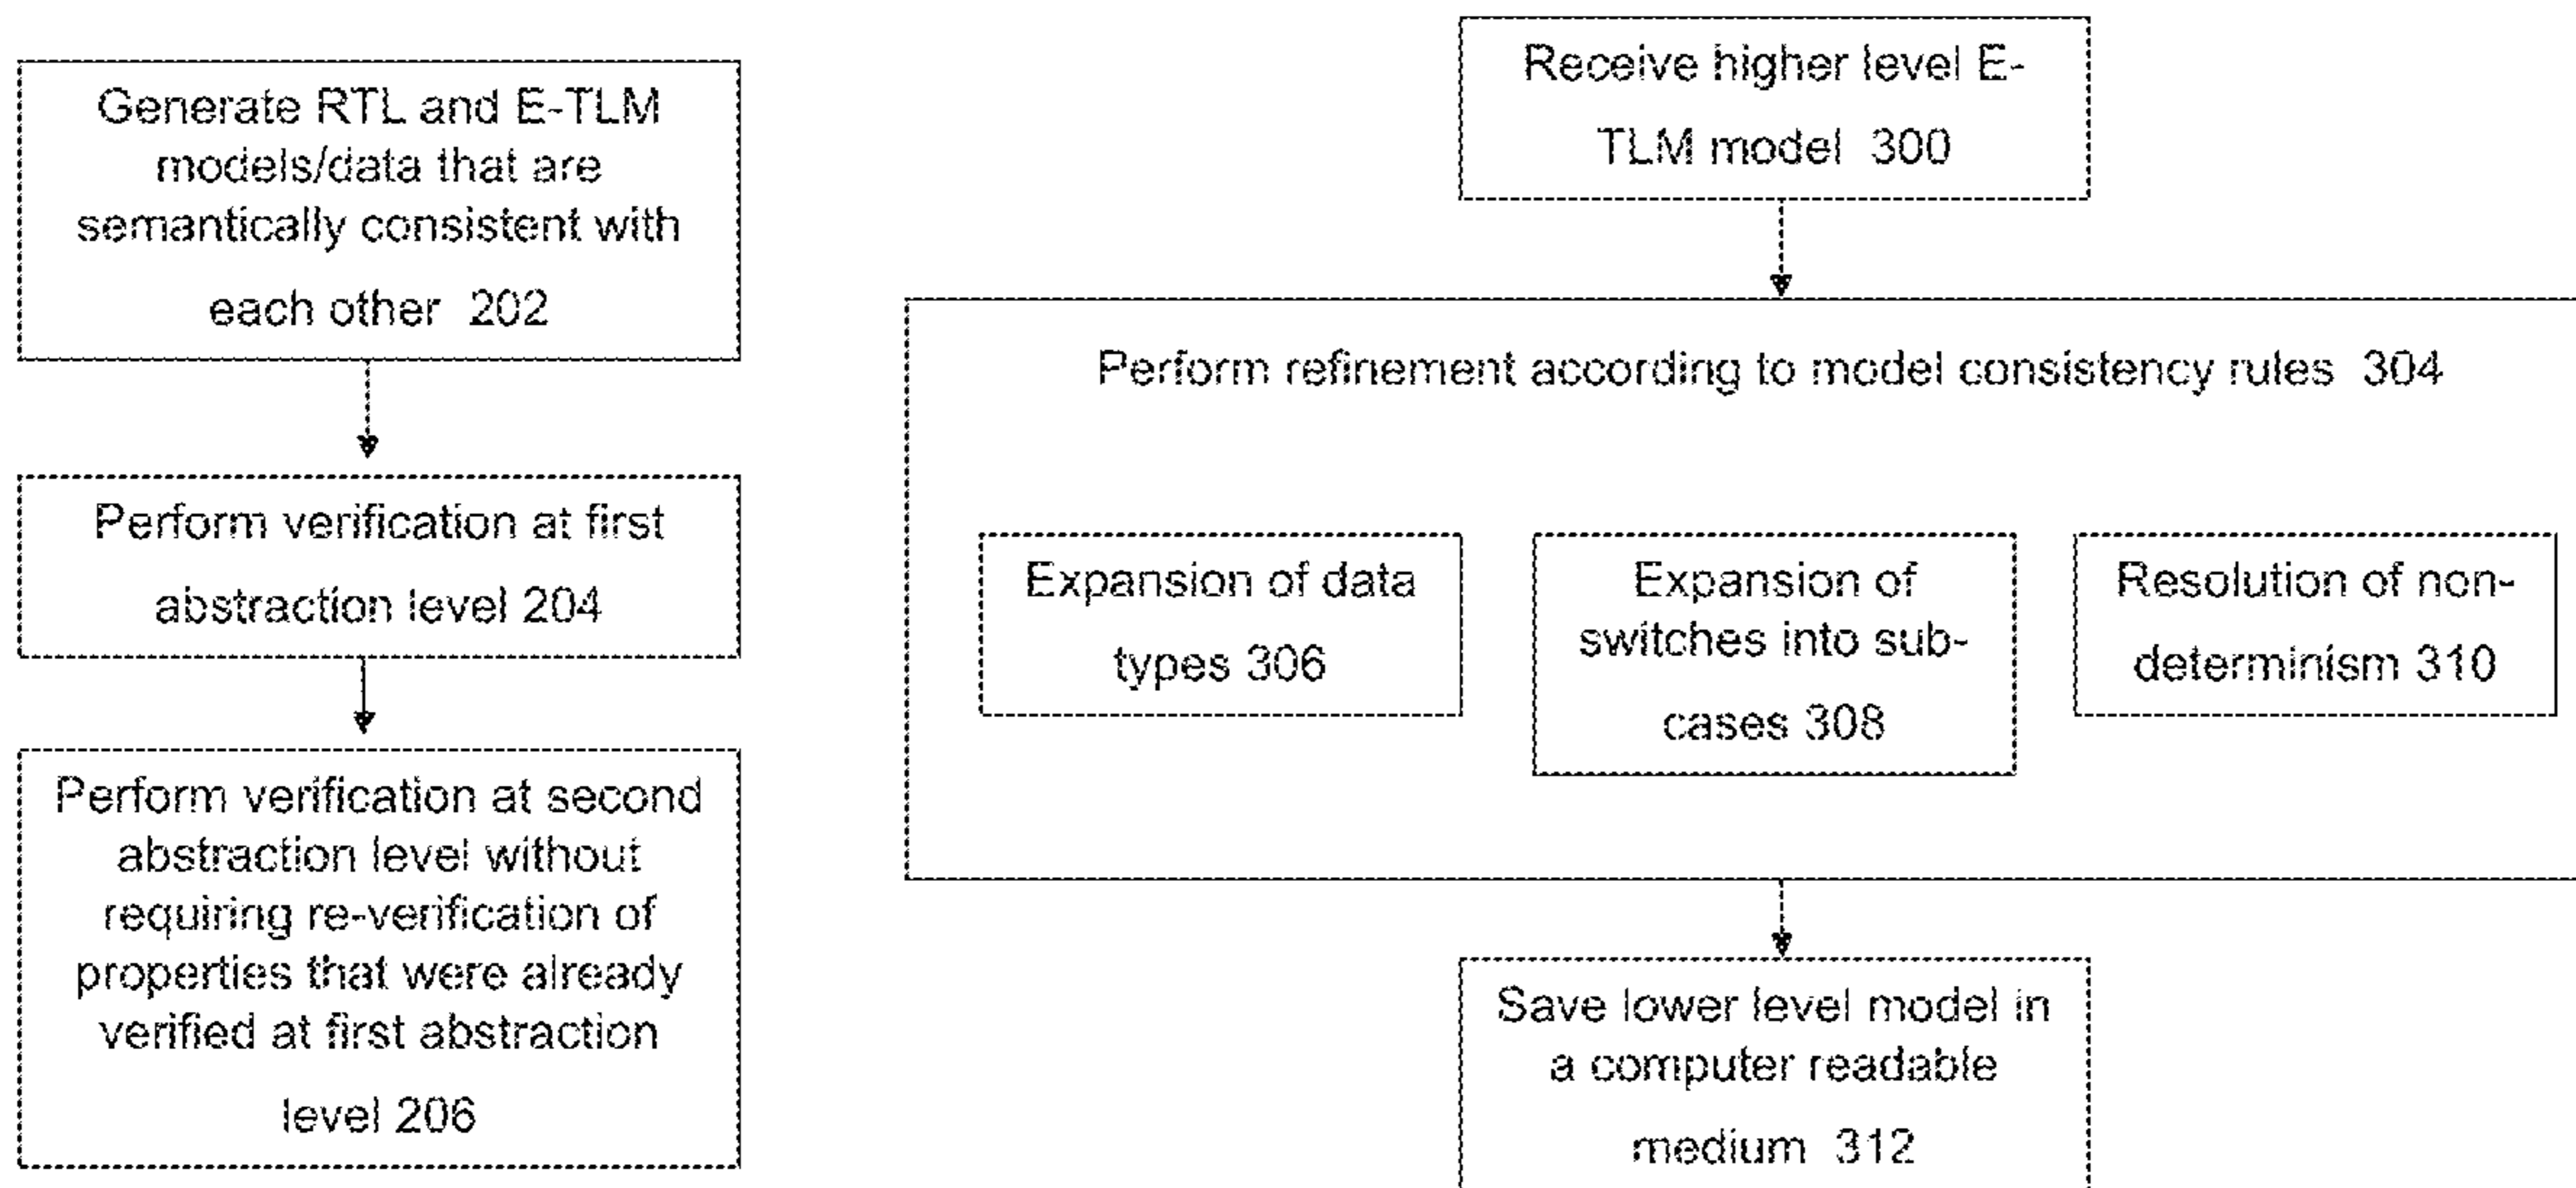 Generate RTL and E-TLM
models/data that are
semantically consistent with
each other 202
Perform verification at first
abstraction level 204
Perform verification at second
abstraction level without
requiring re-verification of
properties that were already
verified at first abstraction
level 206
Receive higher level E-
TLM model 300
Perform refinement according to model consistency rules 304
Expansion of data
types 306
Expansion of
switches into sub-
cases 308
Resolution of non-
determinism 310
Save lower level model in
a computer readable
medium 312